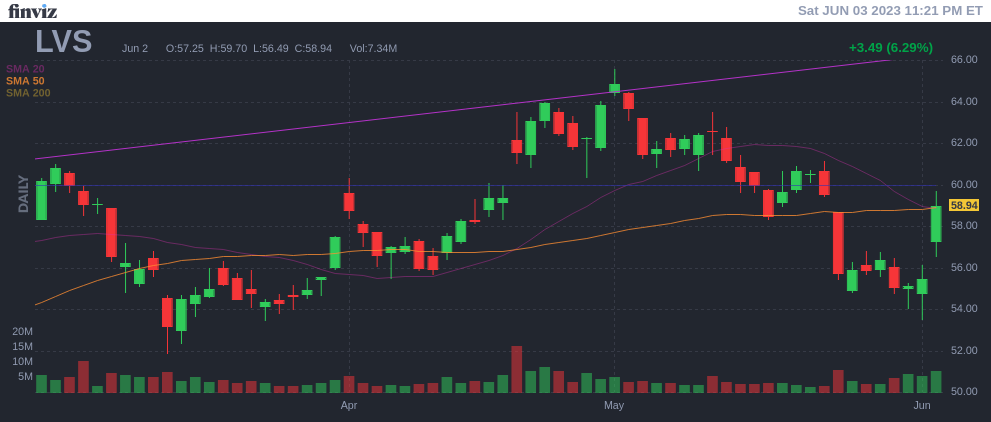 finviz
Sat JUN 03 2023 11:21 PM ET
LVS
Jun 2 O:57.25 H:59.70 L:56.49 C:58.94 Vol:7.34M
+3.49 (6.29%)
SMA 20
SMA 50
SMA 200
DAILY
66.00
64.00
62.00
60.00
58.94
58.00
56.00
54.00
52.00
50.00
20M
15M
10M
5M
Apr May Jun